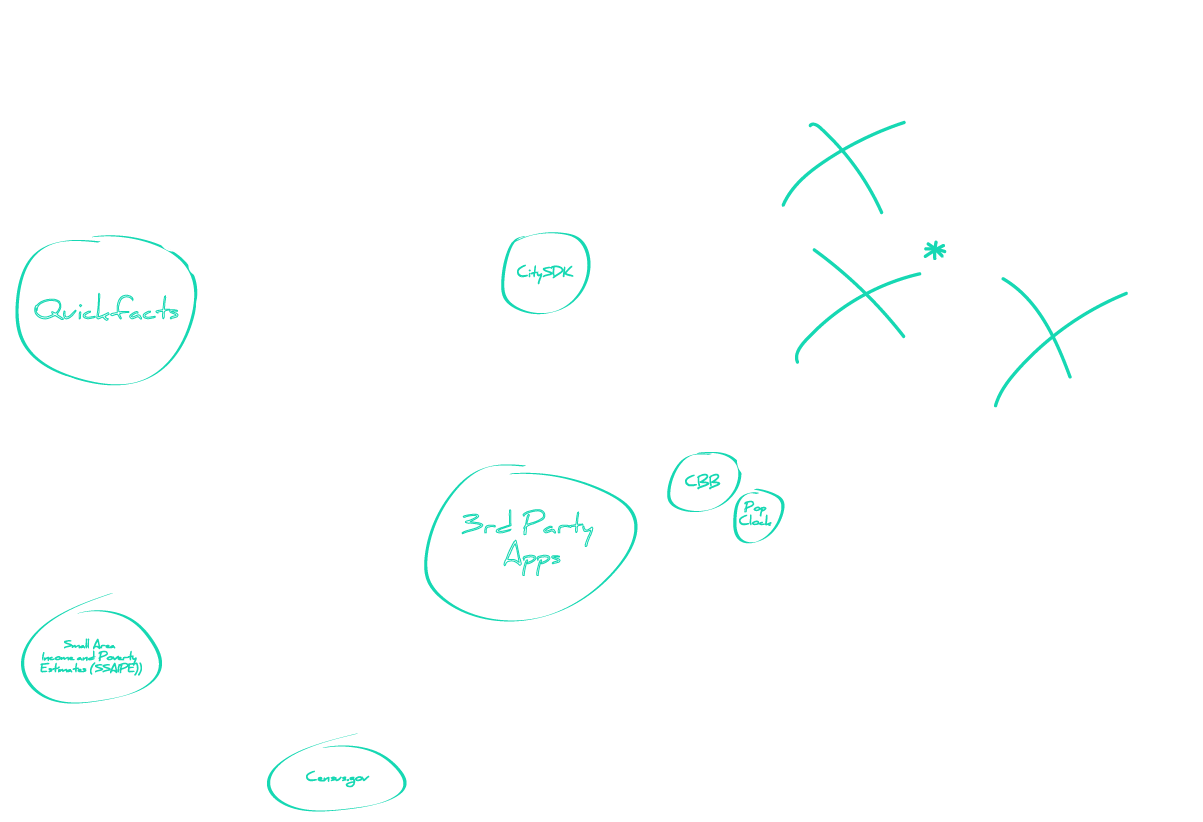 CitySDK
Quickfacts
CBB
Pop
Clock
3rd Party
Apps
Small Area
Income and Poverty
Estimates (SSAIPE))
Census.gov